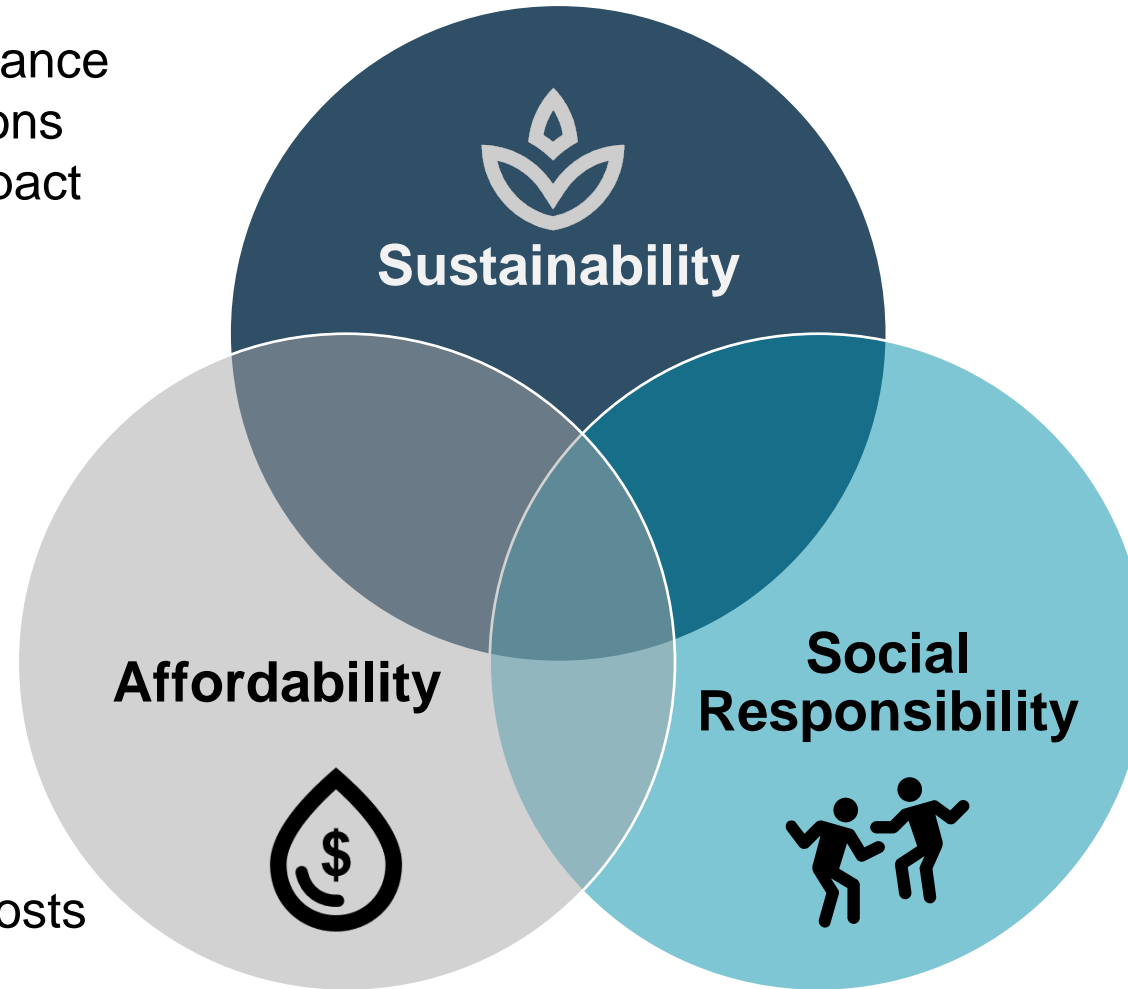 ance
ons
pact
Sustainability
Affordability
Social
Responsibility
$
osts